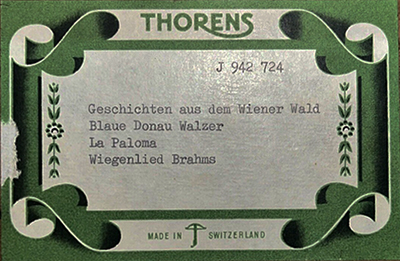 THORENS
J 942 724
Geschichten aus dem Wiener Wald
Blaue Donau Walzer
La Paloma
Wiegenlied Brahms
MADE IN SWITZERLAND